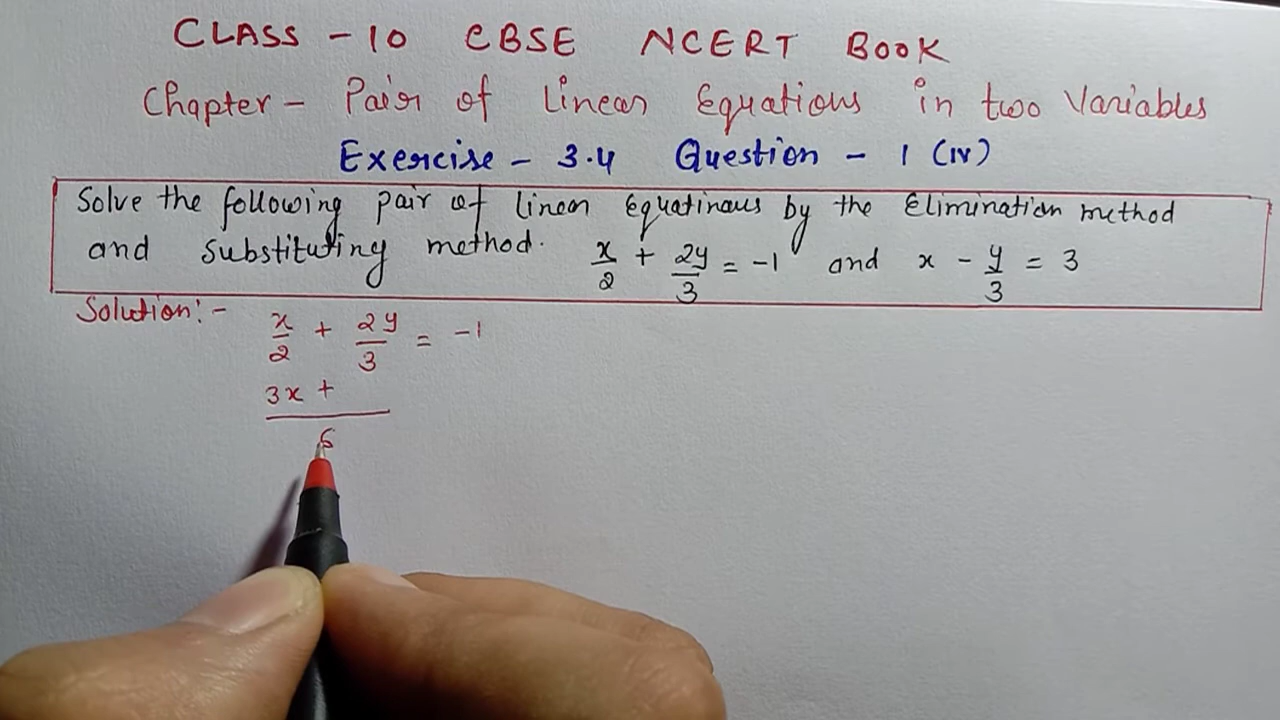 CLASS - 10 CBSE NCERT BOOK
Chapter - Pair of Linear Equations in two Variables
Exercise - 3.4 Question - 1 (iv)
Solve the following pair of linear Equatinous by the Elimination method
and substituting method. x/2 + 2y/3 = -1 and x - y/3 = 3
Solution:- x/2 + 2y/3 = -1
3x +
6